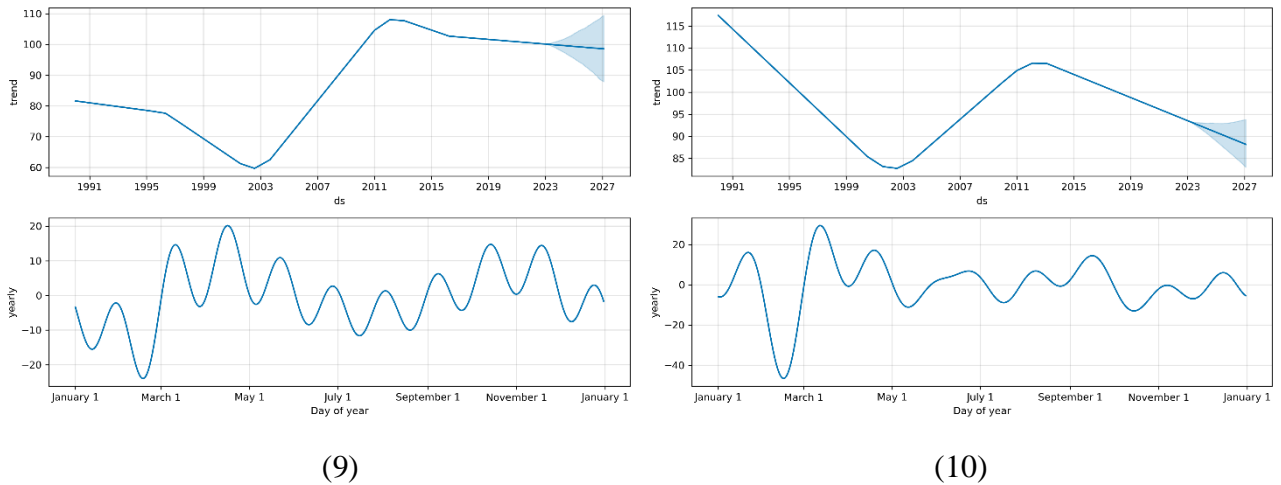 110
100
90
80
70
60
trend
1991 1995 1999 2003 2007 2011 2015 2019 2023 2027
ds
20
10
0
−10
−20
yearly
January 1 March 1 May 1 July 1 September 1 November 1 January 1
Day of year
(9)
115
110
105
100
95
90
85
trend
1991 1995 1999 2003 2007 2011 2015 2019 2023 2027
ds
20
0
−20
−40
yearly
January 1 March 1 May 1 July 1 September 1 November 1 January 1
Day of year
(10)